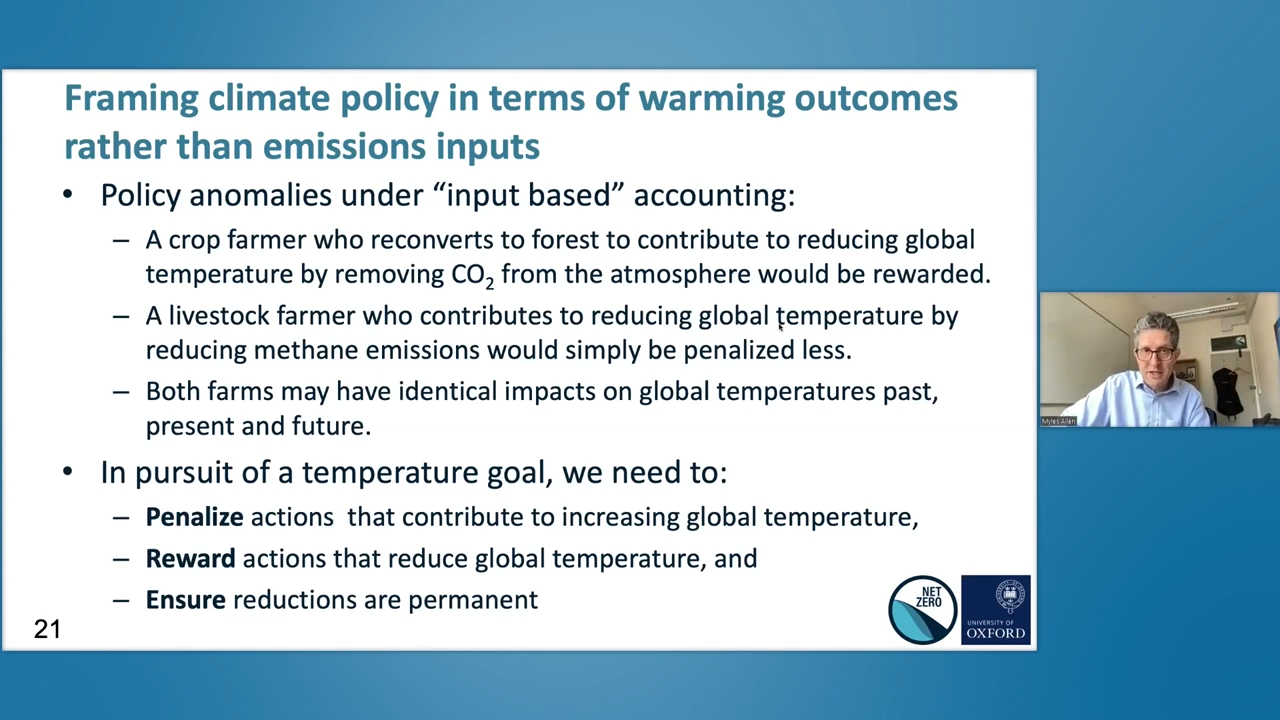 Framing climate policy in terms of warming outcomes
rather than emissions inputs
• Policy anomalies under “input based” accounting:
– A crop farmer who reconverts to forest to contribute to reducing global
temperature by removing CO₂ from the atmosphere would be rewarded.
– A livestock farmer who contributes to reducing global temperature by
reducing methane emissions would simply be penalized less.
– Both farms may have identical impacts on global temperatures past,
present and future.
• In pursuit of a temperature goal, we need to:
– Penalize actions that contribute to increasing global temperature,
– Reward actions that reduce global temperature, and
– Ensure reductions are permanent
21
NET
ZERO
UNIVERSITY OF
OXFORD
Myles Allen